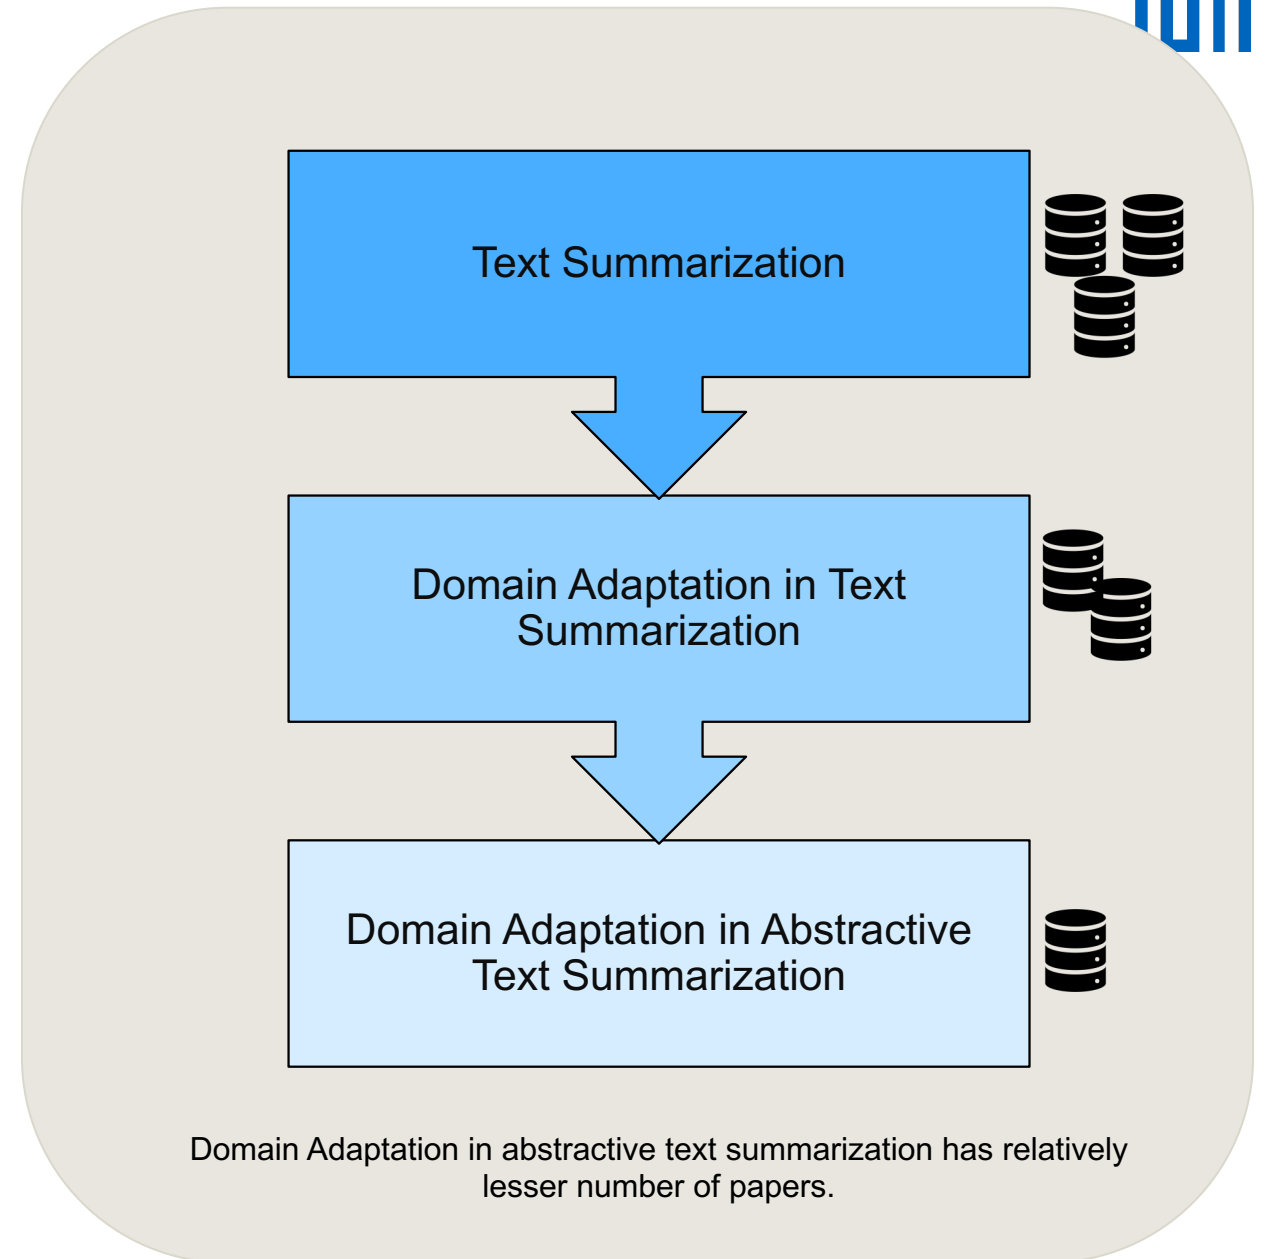 Text Summarization
Domain Adaptation in Text
Summarization
Domain Adaptation in Abstractive
Text Summarization
Domain Adaptation in abstractive text summarization has relatively
lesser number of papers.